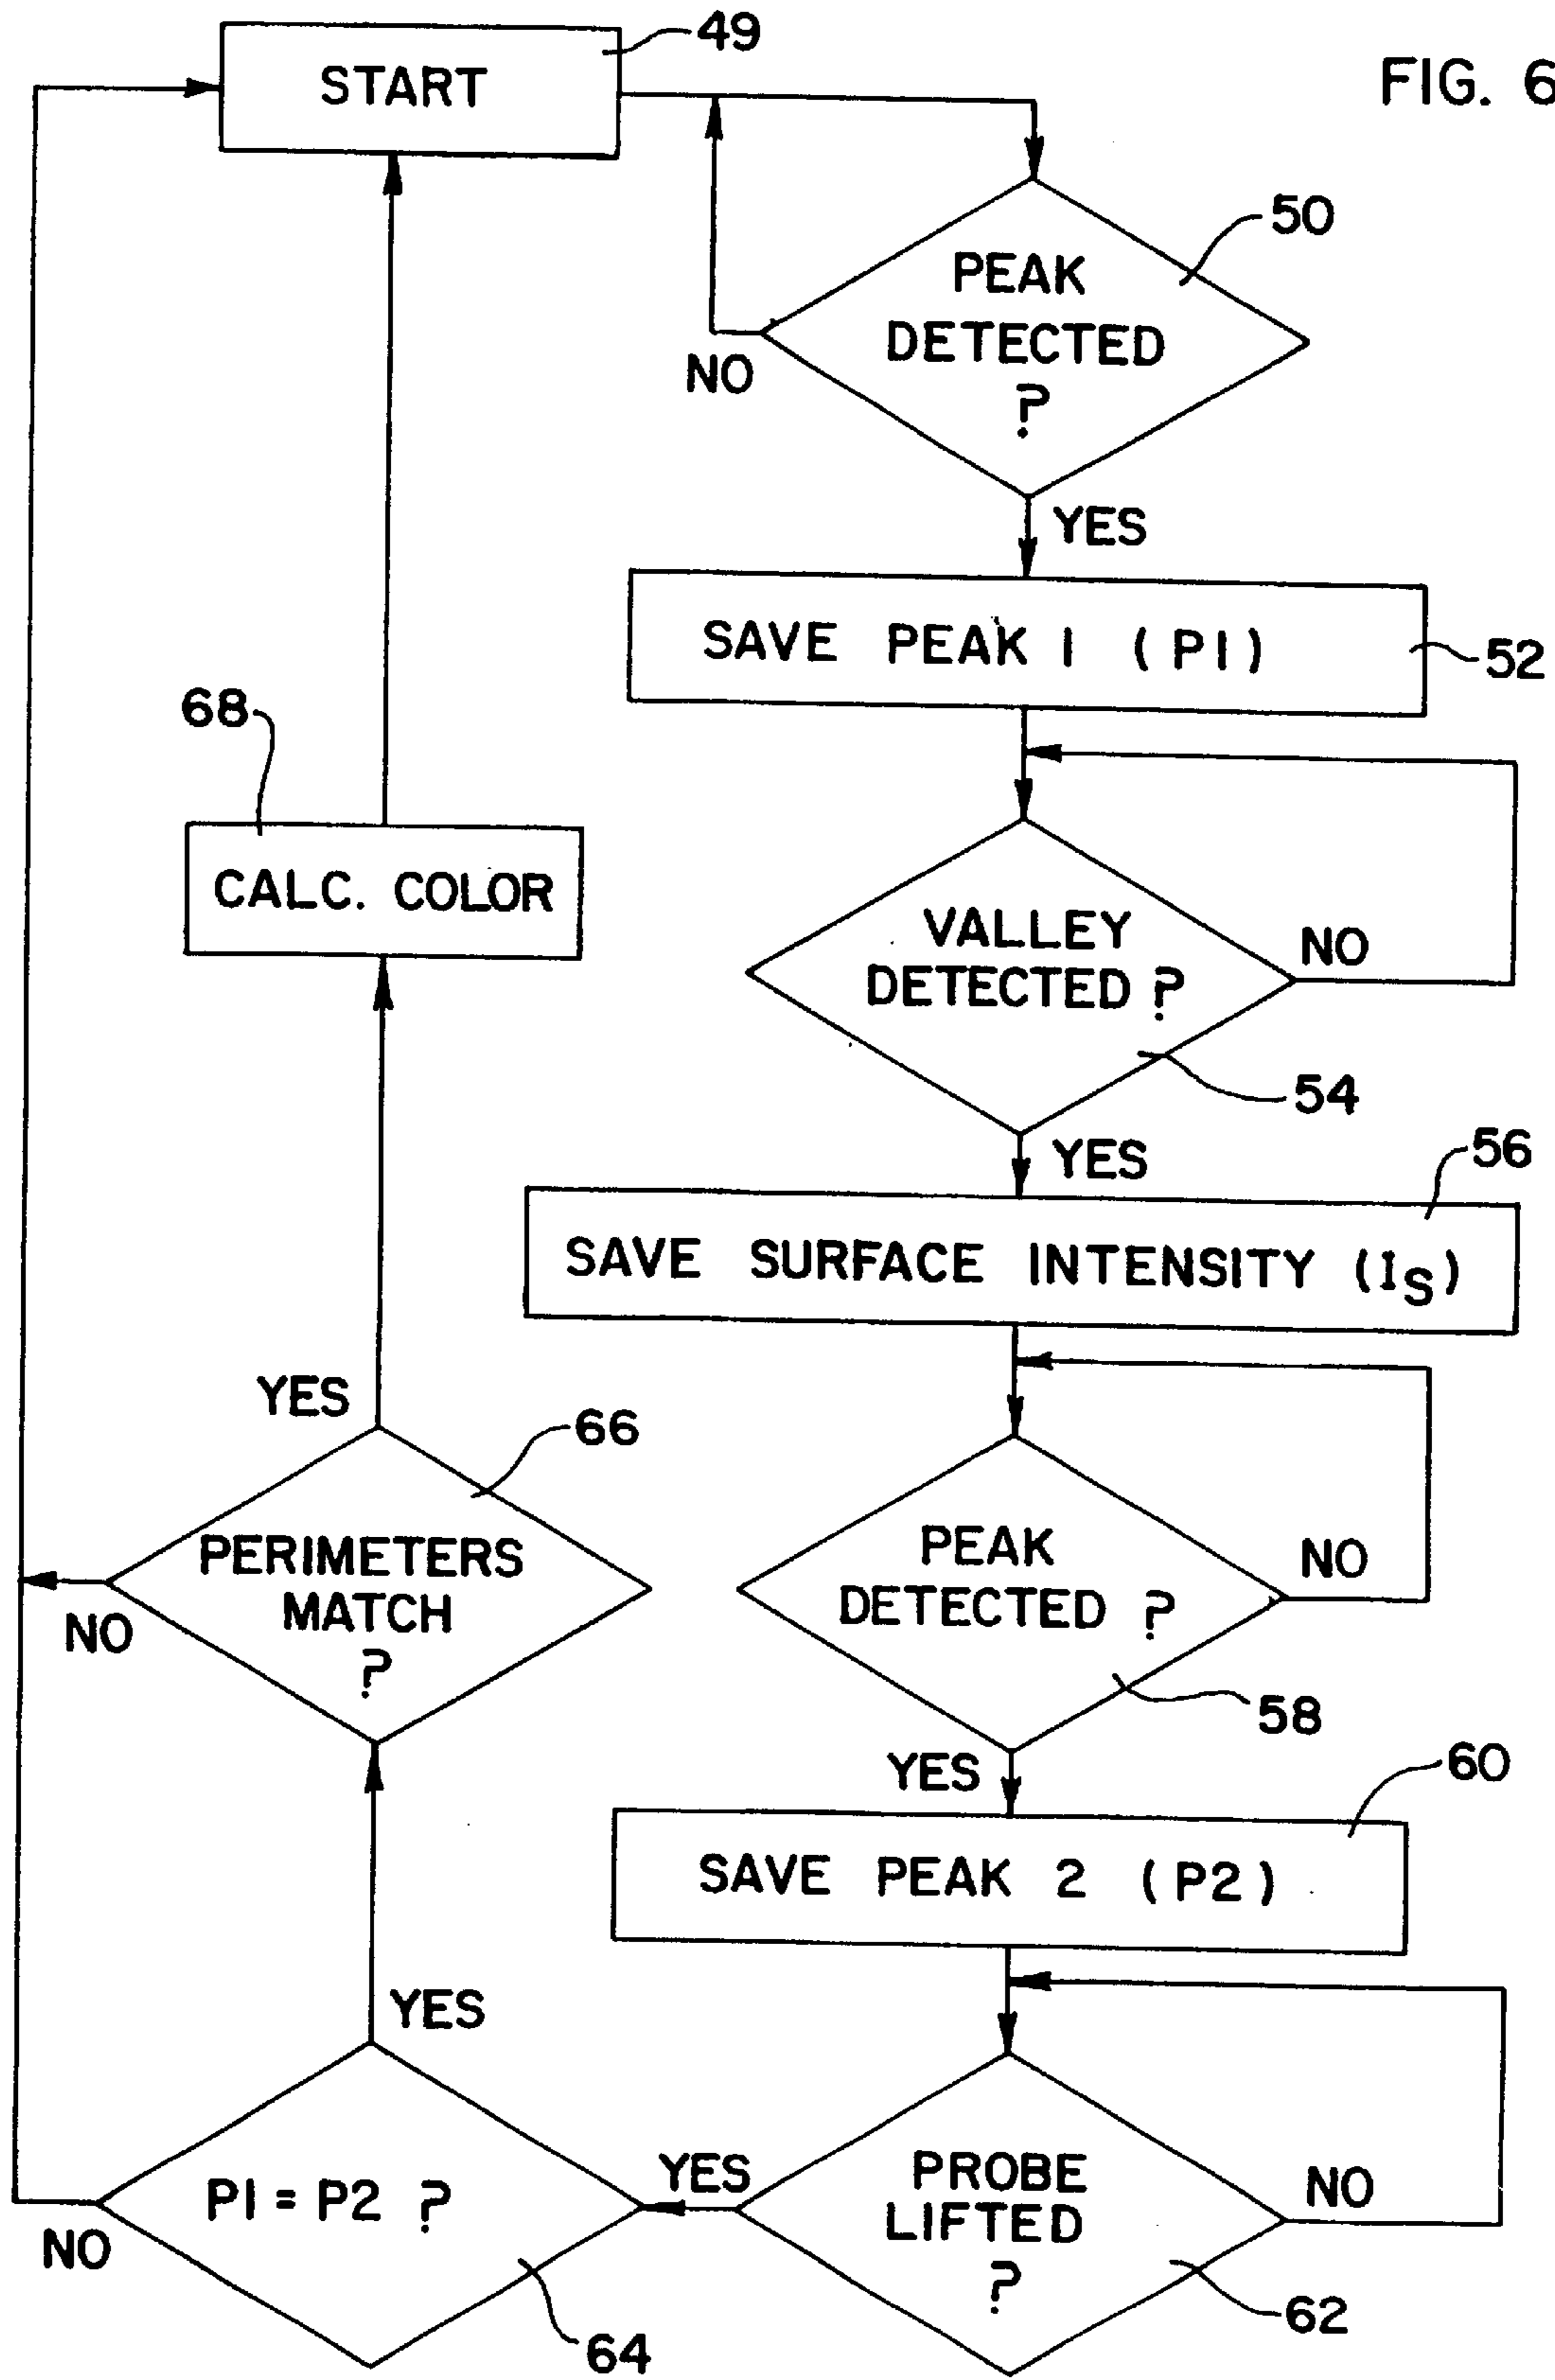 FIG. 6
49
START
50
PEAK
DETECTED
?
NO
YES
SAVE PEAK 1 (P1)
52
VALLEY
DETECTED ?
NO
54
YES
56
SAVE SURFACE INTENSITY (IS)
PEAK
DETECTED ?
NO
58
YES
60
SAVE PEAK 2 (P2)
PROBE
LIFTED
?
NO
62
YES
P1 = P2 ?
NO
64
YES
PERIMETERS
MATCH
?
66
NO
YES
68
CALC. COLOR